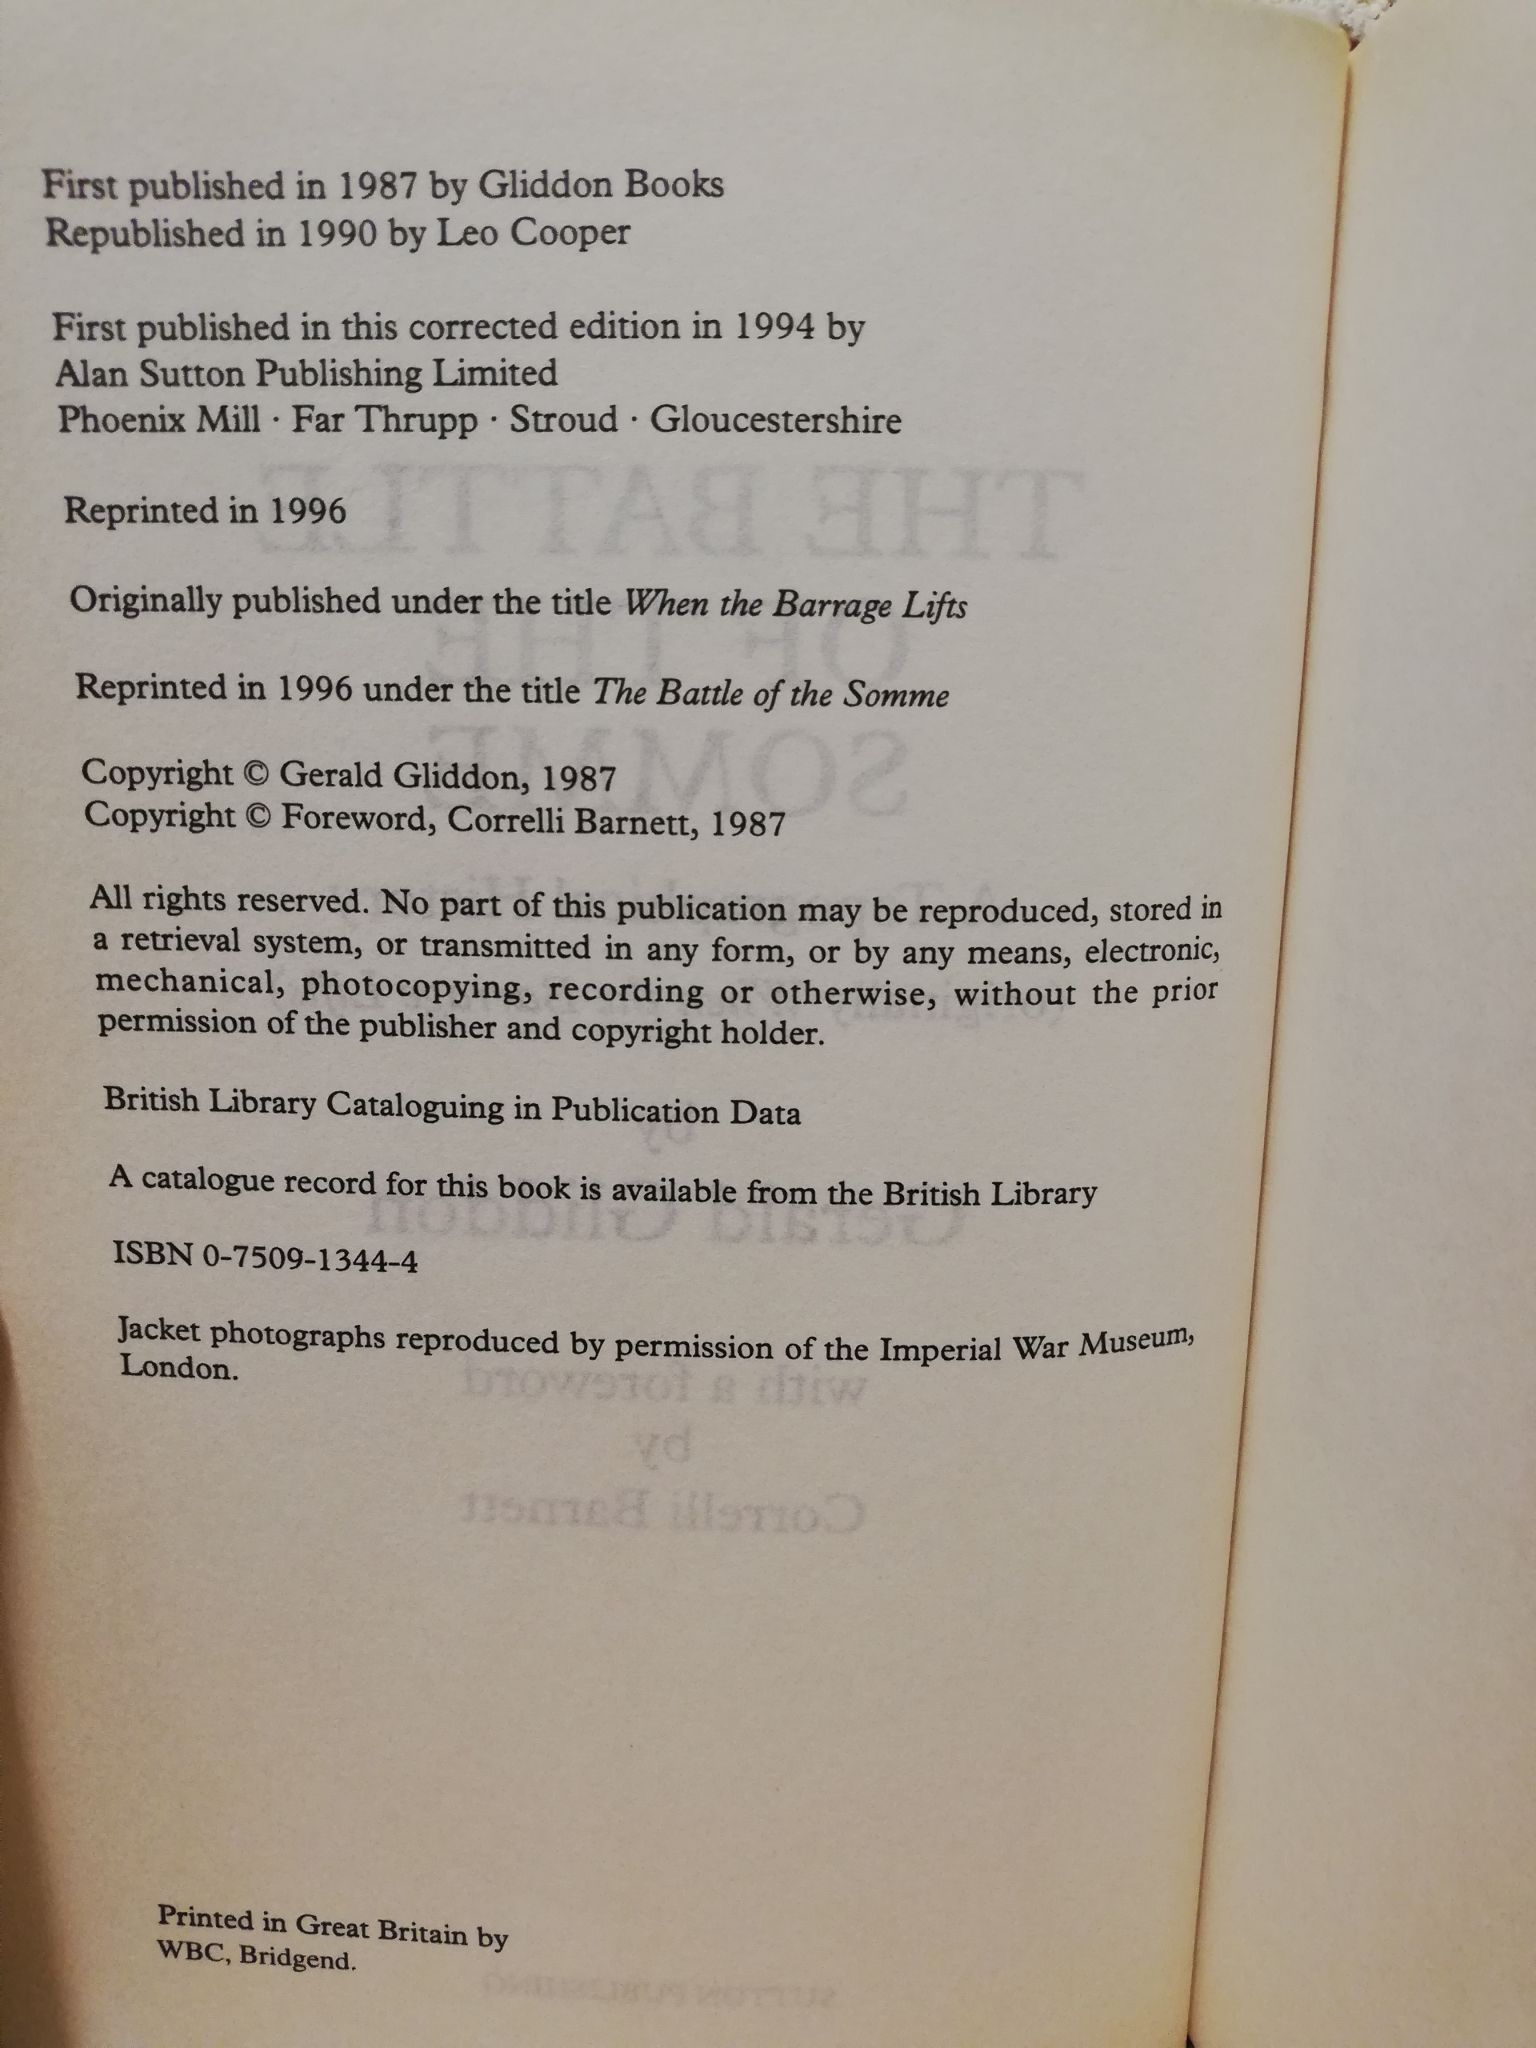 First published in 1987 by Gliddon Books
Republished in 1990 by Leo Cooper
First published in this corrected edition in 1994 by
Alan Sutton Publishing Limited
Phoenix Mill · Far Thrupp · Stroud · Gloucestershire
Reprinted in 1996
Originally published under the title When the Barrage Lifts
Reprinted in 1996 under the title The Battle of the Somme
Copyright © Gerald Gliddon, 1987
Copyright © Foreword, Correlli Barnett, 1987
All rights reserved. No part of this publication may be reproduced, stored in
a retrieval system, or transmitted in any form, or by any means, electronic,
mechanical, photocopying, recording or otherwise, without the prior
permission of the publisher and copyright holder.
British Library Cataloguing in Publication Data
A catalogue record for this book is available from the British Library
ISBN 0-7509-1344-4
Jacket photographs reproduced by permission of the Imperial War Museum,
London.
Printed in Great Britain by
WBC, Bridgend.